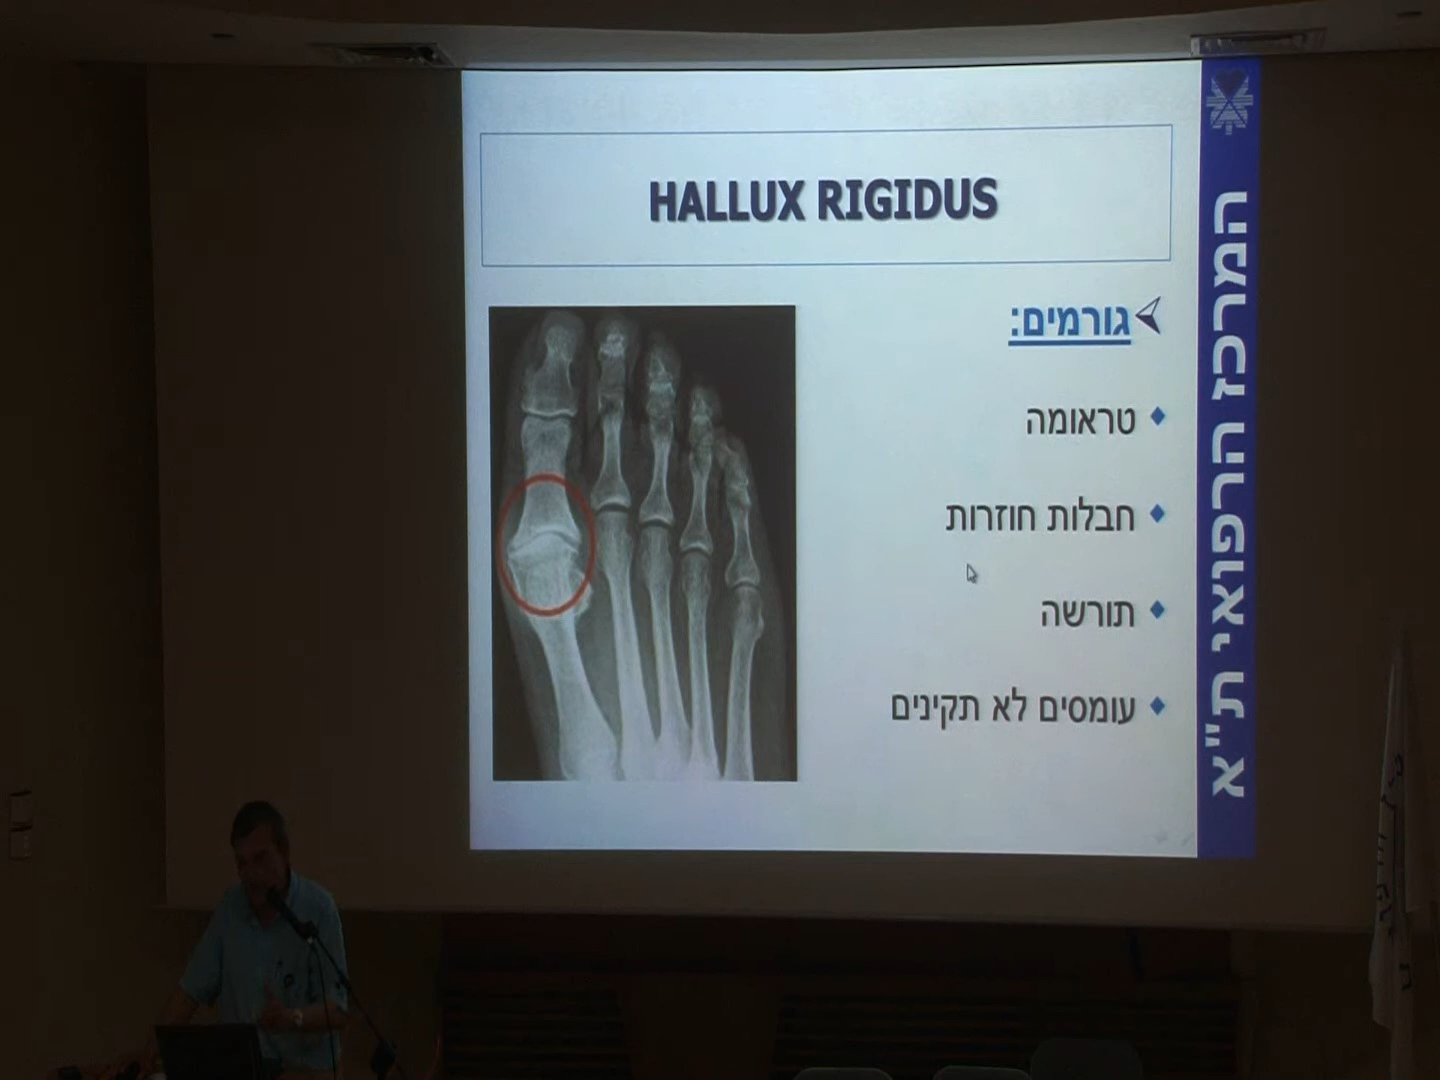 HALLUX RIGIDUS
גורמים:
טראומה
חבלות חוזרות
תורשה
עומסים לא תקינים
המרכז הרפואי ת"א